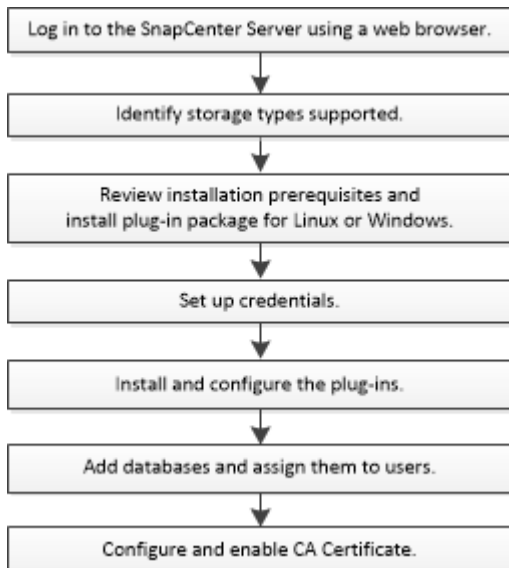 Log in to the SnapCenter Server using a web browser.
Identify storage types supported.
Review installation prerequisites and
install plug-in package for Linux or Windows.
Set up credentials.
Install and configure the plug-ins.
Add databases and assign them to users.
Configure and enable CA Certificate.